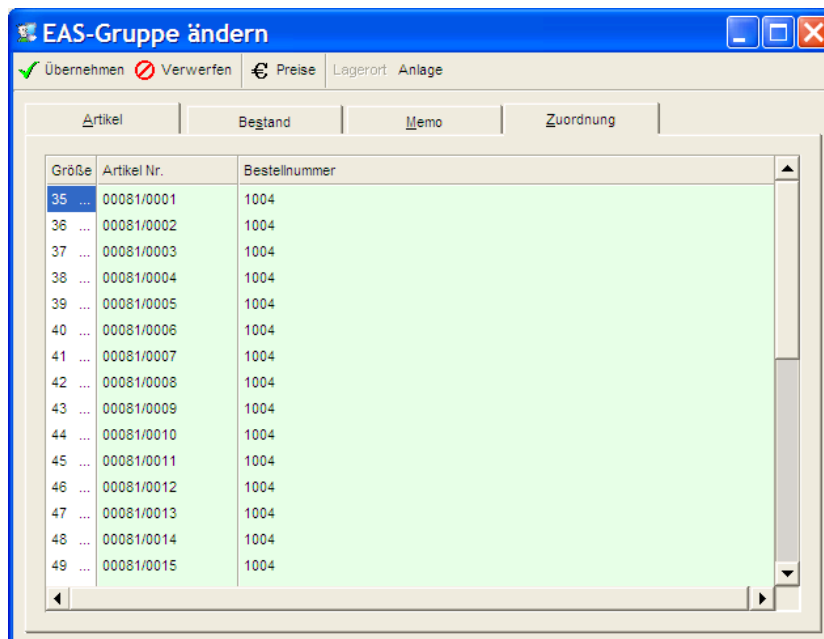 EAS-Gruppe ändern
Übernehmen Verwerfen € Preise Lagerort Anlage
Artikel Bestand Memo Zuordnung
Größe Artikel Nr. Bestellnummer
35 ... 00081/0001 1004
36 ... 00081/0002 1004
37 ... 00081/0003 1004
38 ... 00081/0004 1004
39 ... 00081/0005 1004
40 ... 00081/0006 1004
41 ... 00081/0007 1004
42 ... 00081/0008 1004
43 ... 00081/0009 1004
44 ... 00081/0010 1004
45 ... 00081/0011 1004
46 ... 00081/0012 1004
47 ... 00081/0013 1004
48 ... 00081/0014 1004
49 ... 00081/0015 1004